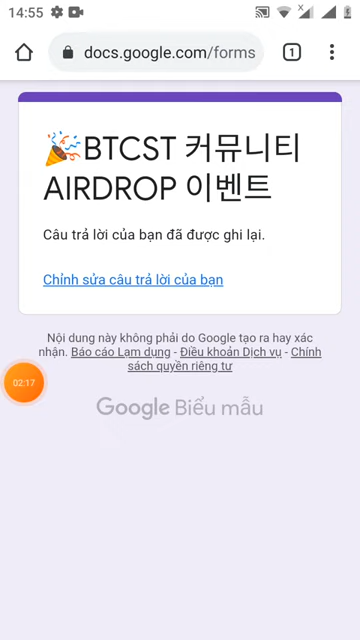 14:55
docs.google.com/forms
1
🎉BTCST 커뮤니티
AIRDROP 이벤트
Câu trả lời của bạn đã được ghi lại.
Chỉnh sửa câu trả lời của bạn
Nội dung này không phải do Google tạo ra hay xác
nhận. Báo cáo Lạm dụng - Điều khoản Dịch vụ - Chính
sách quyền riêng tư
02:17
Google Biểu mẫu